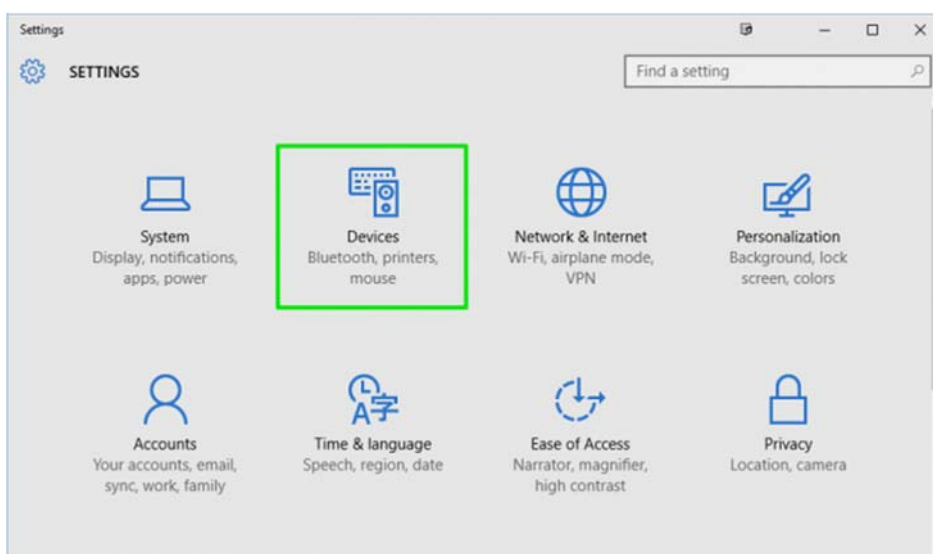 Settings
SETTINGS
Find a setting
System
Display, notifications,
apps, power
Devices
Bluetooth, printers,
mouse
Network & Internet
Wi-Fi, airplane mode,
VPN
Personalization
Background, lock
screen, colors
Accounts
Your accounts, email,
sync, work, family
A字
Time & language
Speech, region, date
Ease of Access
Narrator, magnifier,
high contrast
Privacy
Location, camera